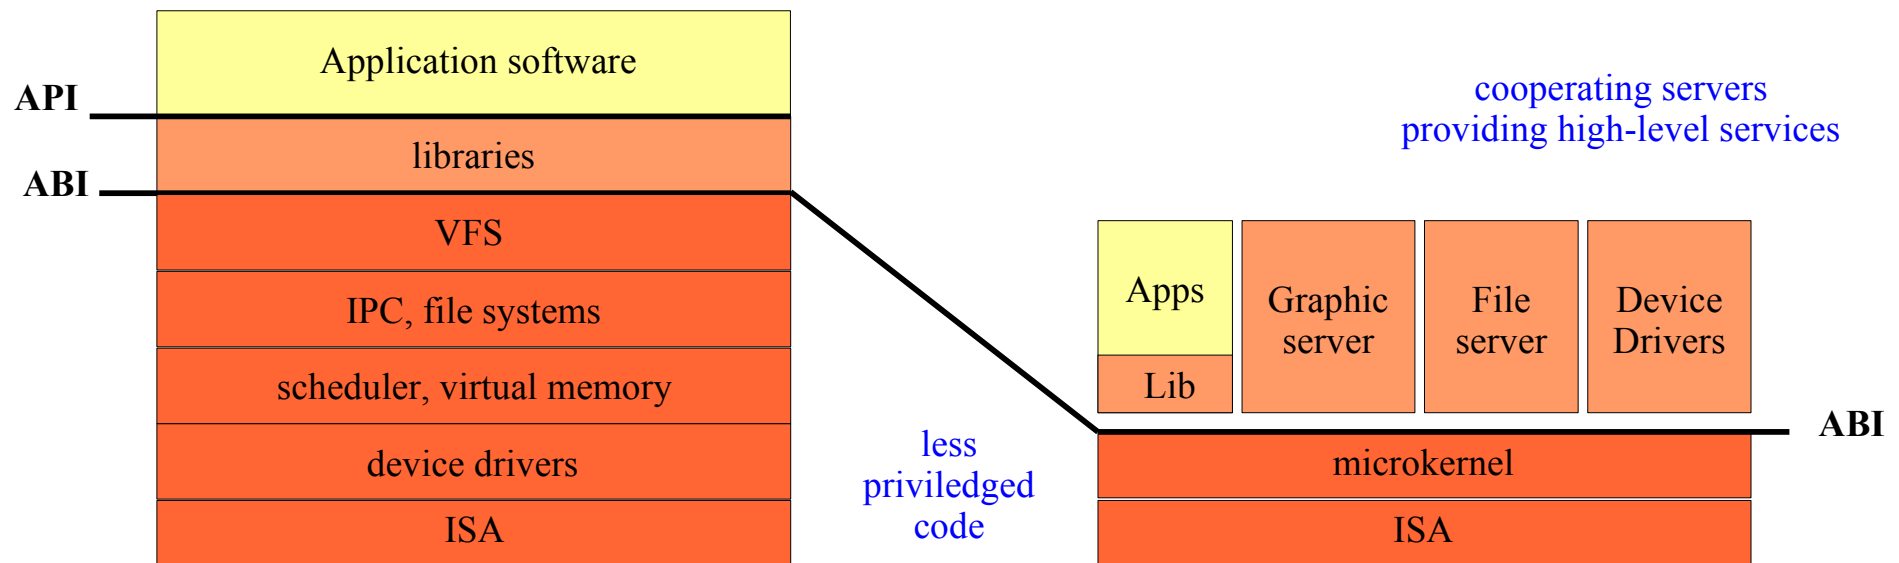 Application software
API
libraries
ABI
VFS
IPC, file systems
scheduler, virtual memory
device drivers
ISA
less
priviledged
code
cooperating servers
providing high-level services
Apps
Lib
Graphic
server
File
server
Device
Drivers
ABI
microkernel
ISA